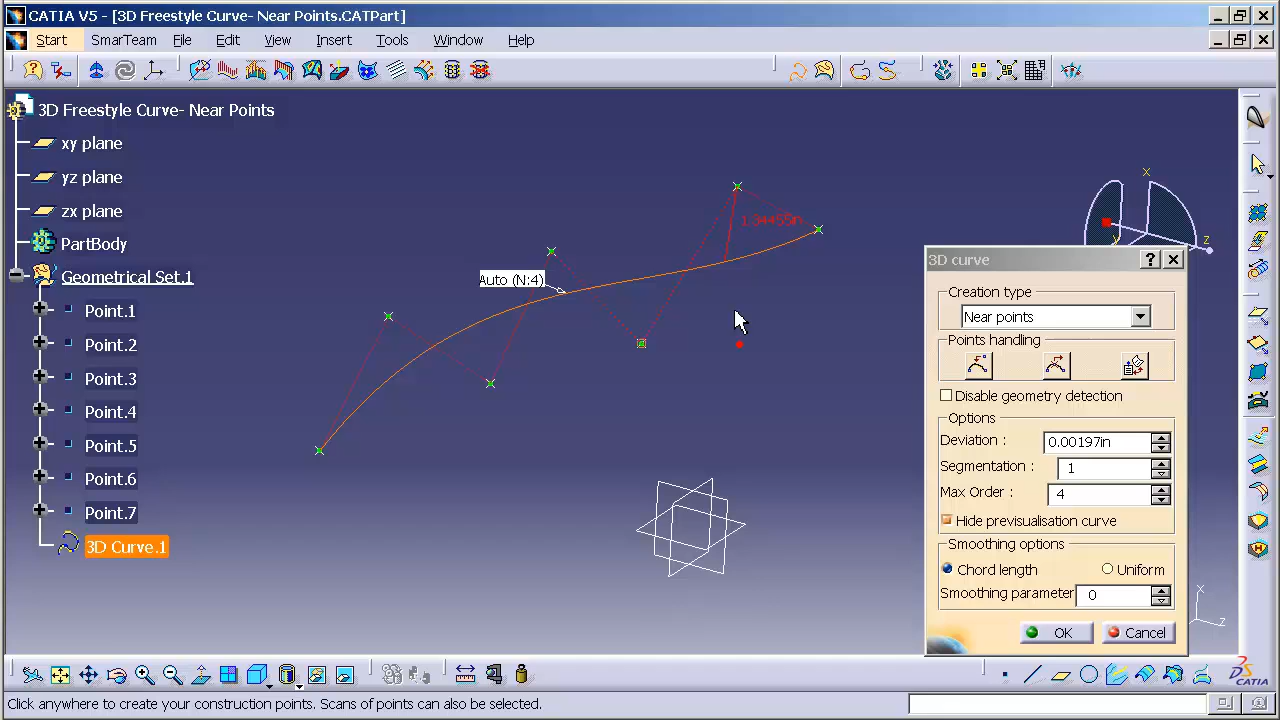 CATIA V5 - [3D Freestyle Curve- Near Points.CATPart]
Start SmarTeam File Edit View Insert Tools Window Help
3D Freestyle Curve- Near Points
xy plane
yz plane
zx plane
PartBody
Geometrical Set.1
Point.1
Point.2
Point.3
Point.4
Point.5
Point.6
Point.7
3D Curve.1
Auto (N:4)
1.34455in
x
y
z
3D curve
Creation type
Near points
Points handling
Disable geometry detection
Options
Deviation : 0.00197in
Segmentation : 1
Max Order : 4
Hide previsualisation curve
Smoothing options
Chord length Uniform
Smoothing parameter 0
OK Cancel
x
z
CATIA
Click anywhere to create your construction points. Scans of points can also be selected.